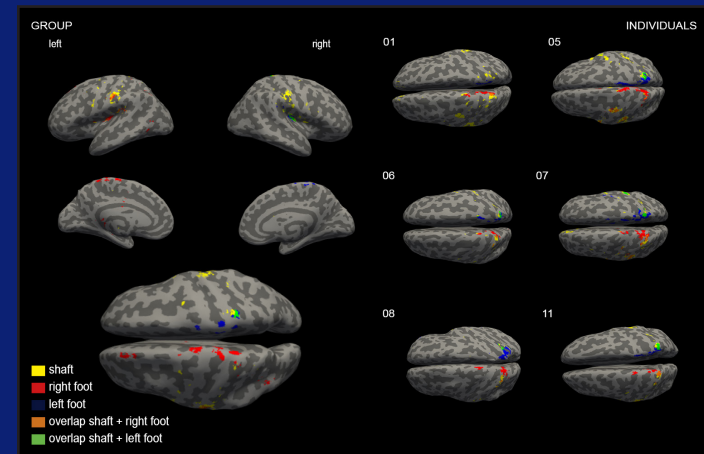 GROUP
INDIVIDUALS
left
right
01
05
06
07
08
11
shaft
right foot
left foot
overlap shaft + right foot
overlap shaft + left foot